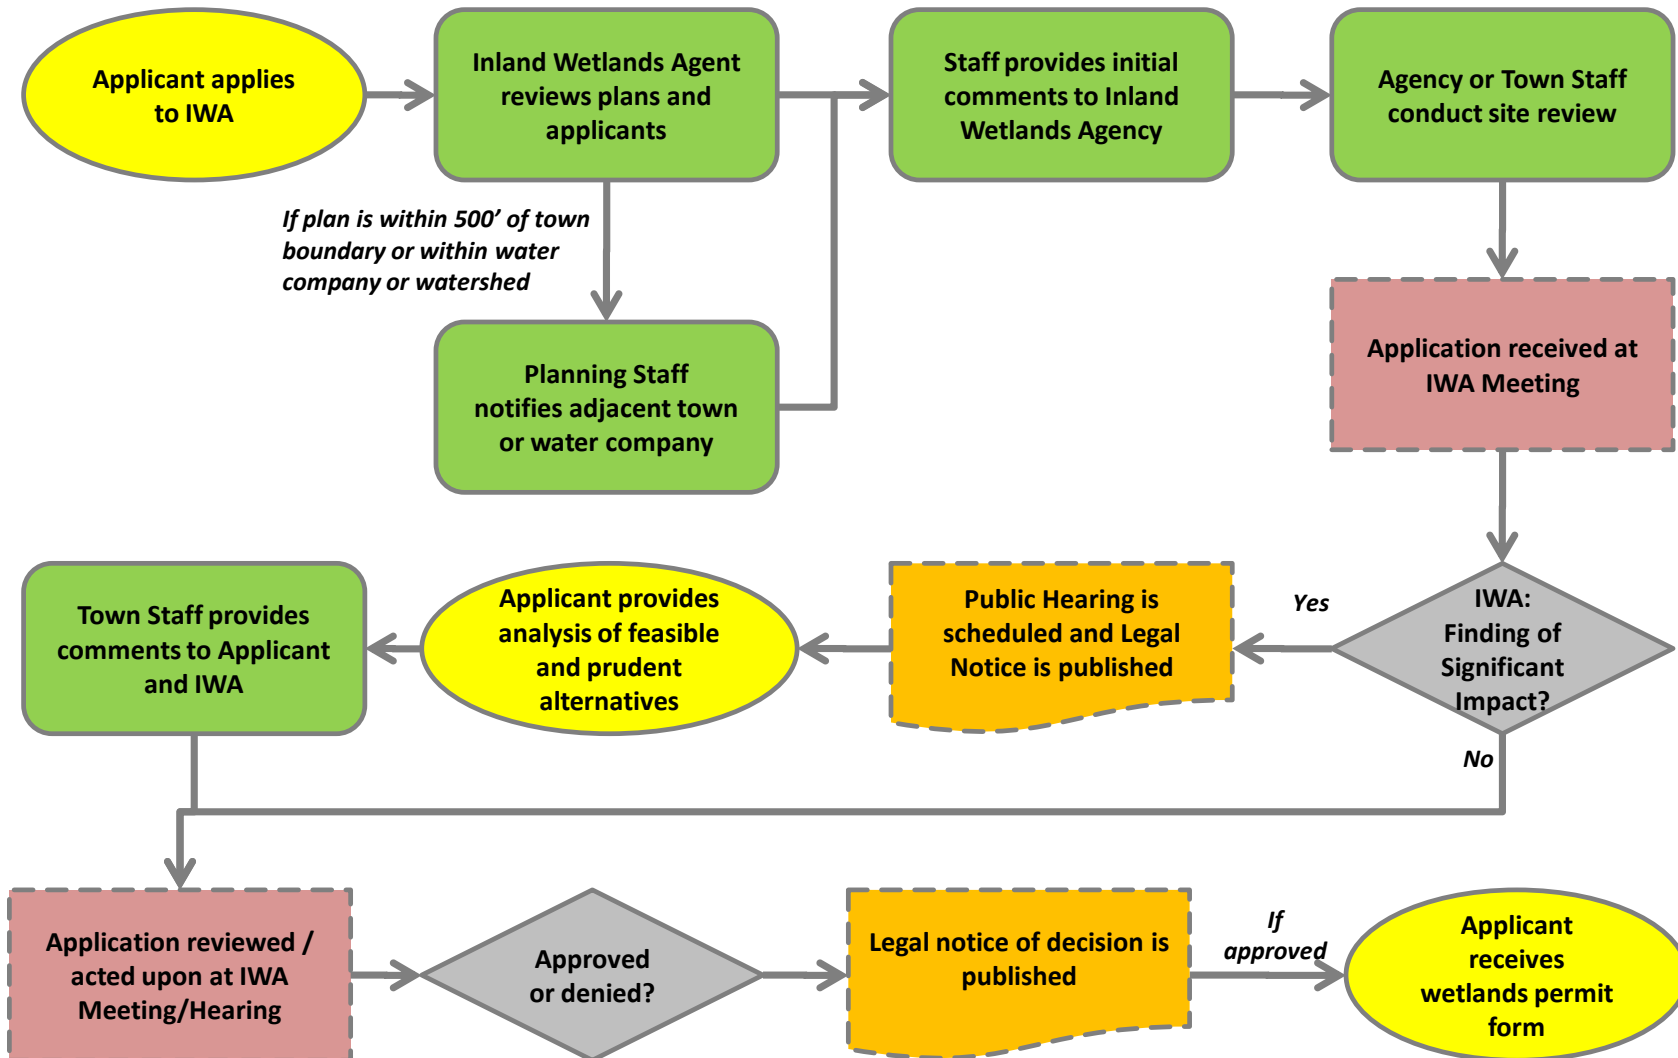 Applicant applies
to IWA
Inland Wetlands Agent
reviews plans and
applicants
Staff provides initial
comments to Inland
Wetlands Agency
Agency or Town Staff
conduct site review
If plan is within 500’ of town
boundary or within water
company or watershed
Planning Staff
notifies adjacent town
or water company
Application received at
IWA Meeting
IWA:
Finding of
Significant
Impact?
Yes
No
Public Hearing is
scheduled and Legal
Notice is published
Applicant provides
analysis of feasible
and prudent
alternatives
Town Staff provides
comments to Applicant
and IWA
Application reviewed /
acted upon at IWA
Meeting/Hearing
Approved
or denied?
Legal notice of decision is
published
If
approved
Applicant
receives
wetlands permit
form